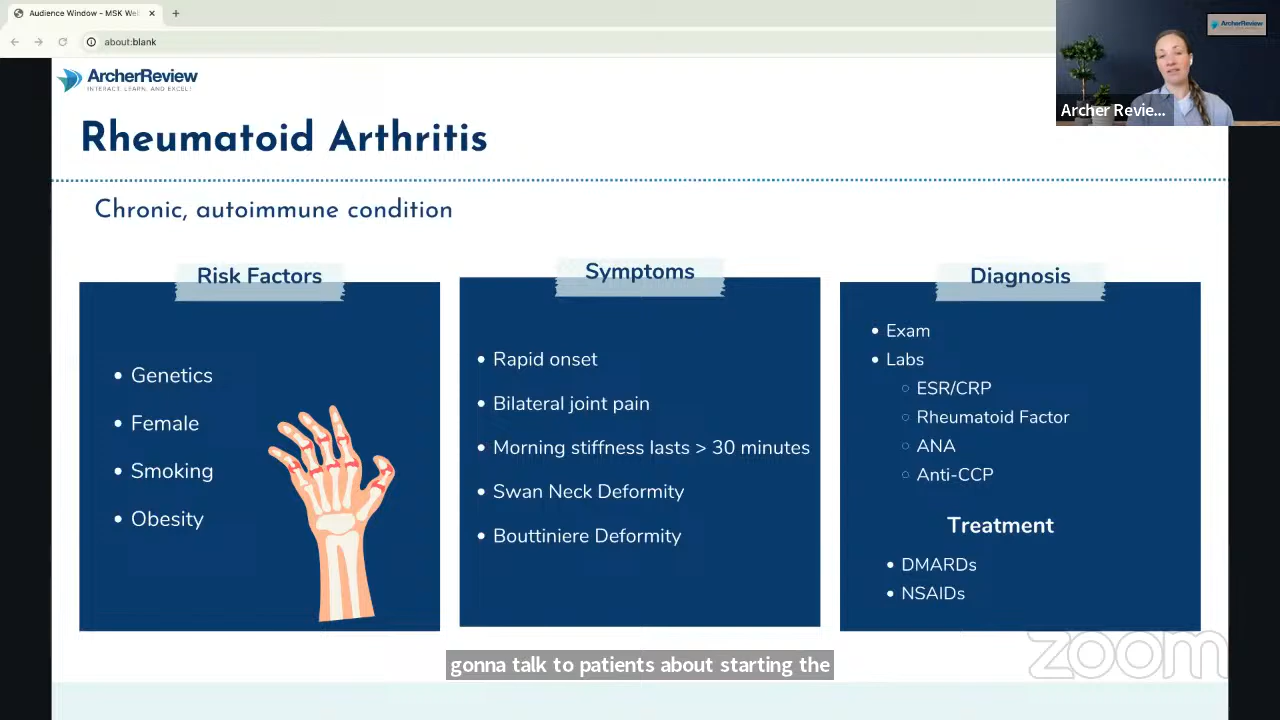 Audience Window – MSK We
about:blank
ArcherReview
INTERACT, LEARN, AND EXCEL!
ArcherReview
Archer Revie...
Rheumatoid Arthritis
Chronic, autoimmune condition
Risk Factors
• Genetics
• Female
• Smoking
• Obesity
Symptoms
• Rapid onset
• Bilateral joint pain
• Morning stiffness lasts > 30 minutes
• Swan Neck Deformity
• Bouttiniere Deformity
Diagnosis
• Exam
• Labs
○ ESR/CRP
○ Rheumatoid Factor
○ ANA
○ Anti-CCP
Treatment
• DMARDs
• NSAIDs
gonna talk to patients about starting the
zoom